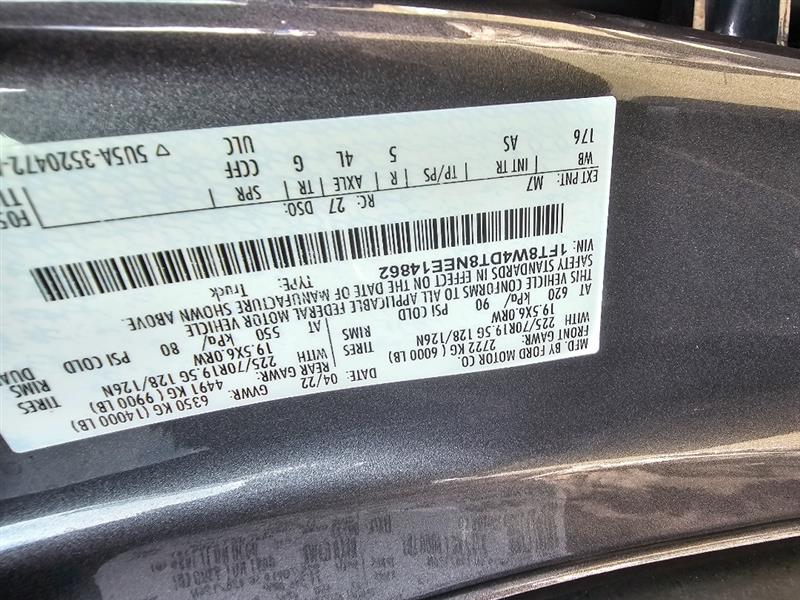 MFD. BY FORD MOTOR CO.
04/22
GVWR: 6350 KG (14000 LB)
FRONT GAWR:
2722 KG (6000 LB)
REAR GAWR:
4491 KG (9900 LB)
WITH
225/70R19.5G 128/126N
TIRES
WITH
225/70R19.5G 128/126N
TIRES
19.5X6.0RW
RIMS
19.5X6.0RW
RIMS
AT 620 kPa/ 90 PSI COLD
AT 550 kPa/ 80 PSI COLD
DUAL
THIS VEHICLE CONFORMS TO ALL APPLICABLE FEDERAL MOTOR VEHICLE
SAFETY STANDARDS IN EFFECT ON THE DATE OF MANUFACTURE SHOWN ABOVE.
VIN: 1FT8W4DT8NEE14862
TYPE: Truck
EXT PNT: M7
RC: 27 DSO:
WB
INT TR
TP/PS
R
AXLE
TR
SPR
CCFF
176
AS
5
4L
G
ULC
▽ 5U5A-3520472-